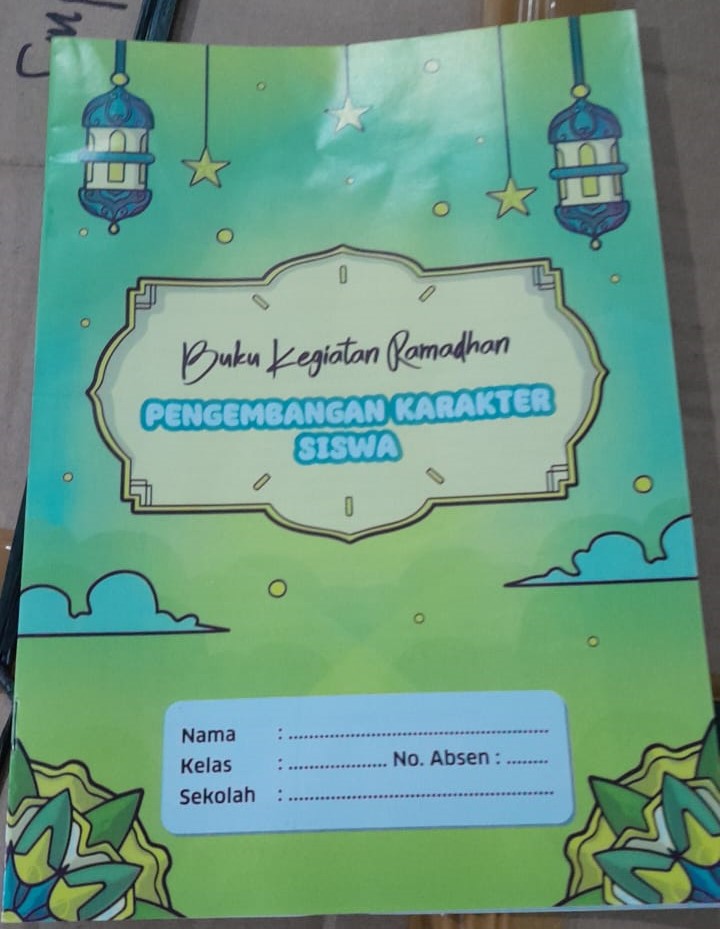 Buku Kegiatan Ramadhan
PENGEMBANGAN KARAKTER
SISWA
Nama : ..........................................
Kelas : .................. No. Absen : ........
Sekolah : ..........................................